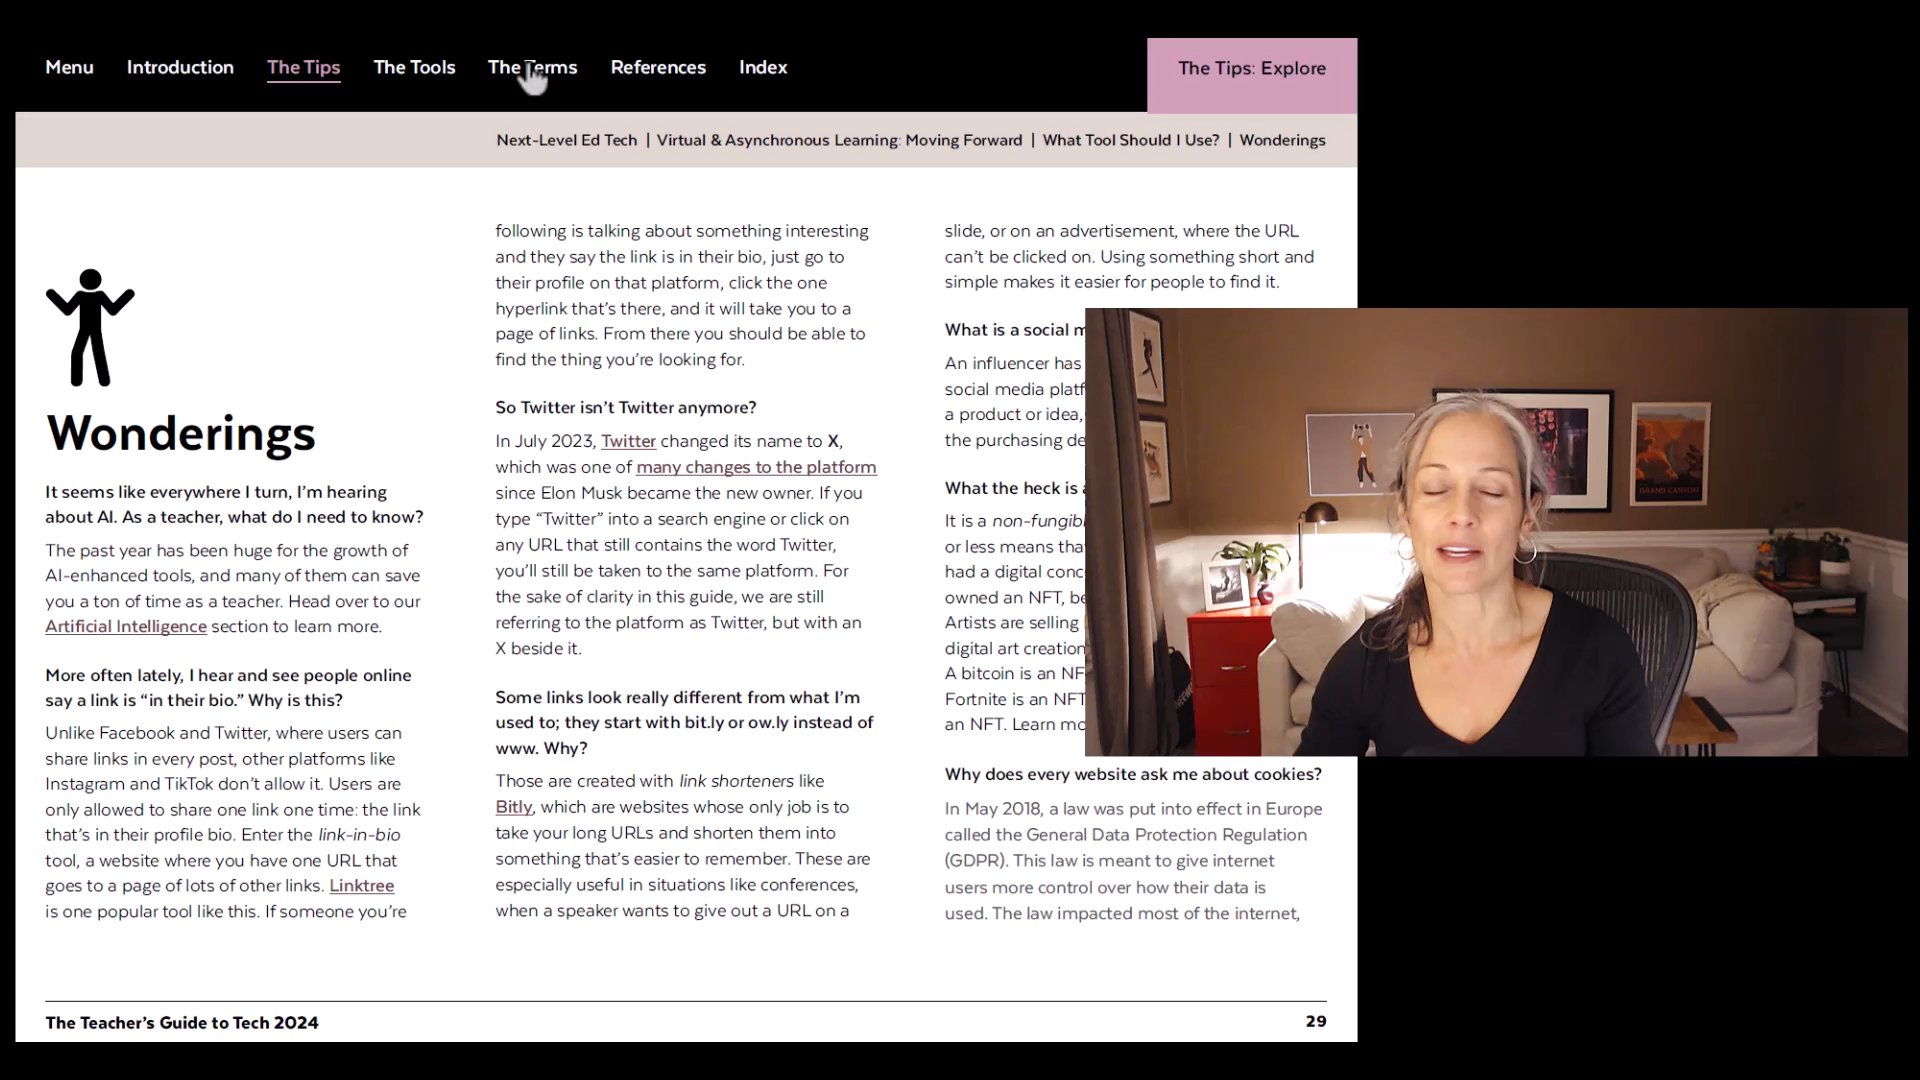 Menu Introduction The Tips The Tools The Terms References Index
The Tips: Explore
Next-Level Ed Tech | Virtual & Asynchronous Learning: Moving Forward | What Tool Should I Use? | Wonderings
Wonderings
It seems like everywhere I turn, I'm hearing
about AI. As a teacher, what do I need to know?
The past year has been huge for the growth of
AI-enhanced tools, and many of them can save
you a ton of time as a teacher. Head over to our
Artificial Intelligence section to learn more.
More often lately, I hear and see people online
say a link is “in their bio.” Why is this?
Unlike Facebook and Twitter, where users can
share links in every post, other platforms like
Instagram and TikTok don't allow it. Users are
only allowed to share one link one time: the link
that's in their profile bio. Enter the link-in-bio
tool, a website where you have one URL that
goes to a page of lots of other links. Linktree
is one popular tool like this. If someone you're
following is talking about something interesting
and they say the link is in their bio, just go to
their profile on that platform, click the one
hyperlink that's there, and it will take you to a
page of links. From there you should be able to
find the thing you're looking for.
So Twitter isn't Twitter anymore?
In July 2023, Twitter changed its name to X,
which was one of many changes to the platform
since Elon Musk became the new owner. If you
type “Twitter” into a search engine or click on
any URL that still contains the word Twitter,
you'll still be taken to the same platform. For
the sake of clarity in this guide, we are still
referring to the platform as Twitter, but with an
X beside it.
Some links look really different from what I'm
used to; they start with bit.ly or ow.ly instead of
www. Why?
Those are created with link shorteners like
Bitly, which are websites whose only job is to
take your long URLs and shorten them into
something that's easier to remember. These are
especially useful in situations like conferences,
when a speaker wants to give out a URL on a
slide, or on an advertisement, where the URL
can't be clicked on. Using something short and
simple makes it easier for people to find it.
What is a social
An influencer has
social media
a product or idea,
the purchasing
What the heck is
It is a
or less means
had a digital
owned an NFT,
Artists are selling
digital art
A bitcoin is an
Fortnite is an NFT
an NFT. Learn
Why does every website ask me about cookies?
In May 2018, a law was put into effect in Europe
called the General Data Protection Regulation
(GDPR). This law is meant to give internet
users more control over how their data is
used. The law impacted most of the internet,
GRAND CANYON
The Teacher's Guide to Tech 2024
29